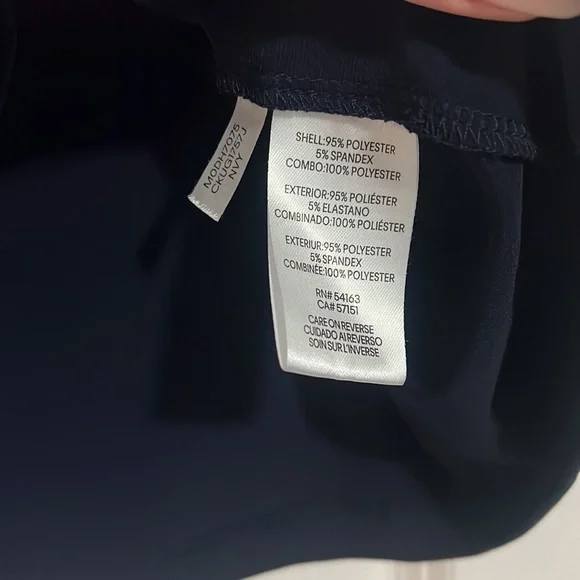 MODH7075
CKUG1757J
NVY
SHELL:95% POLYESTER
5% SPANDEX
COMBO:100% POLYESTER
EXTERIOR:95% POLIÉSTER
5% ELASTANO
COMBINADO:100% POLIÉSTER
EXTERIUR:95% POLYESTER
5% SPANDEX
COMBINÉE:100% POLYESTER
RN# 54163
CA# 57151
CARE ON REVERSE
CUIDADO AI REVERSO
SOIN SUR L'INVERSE